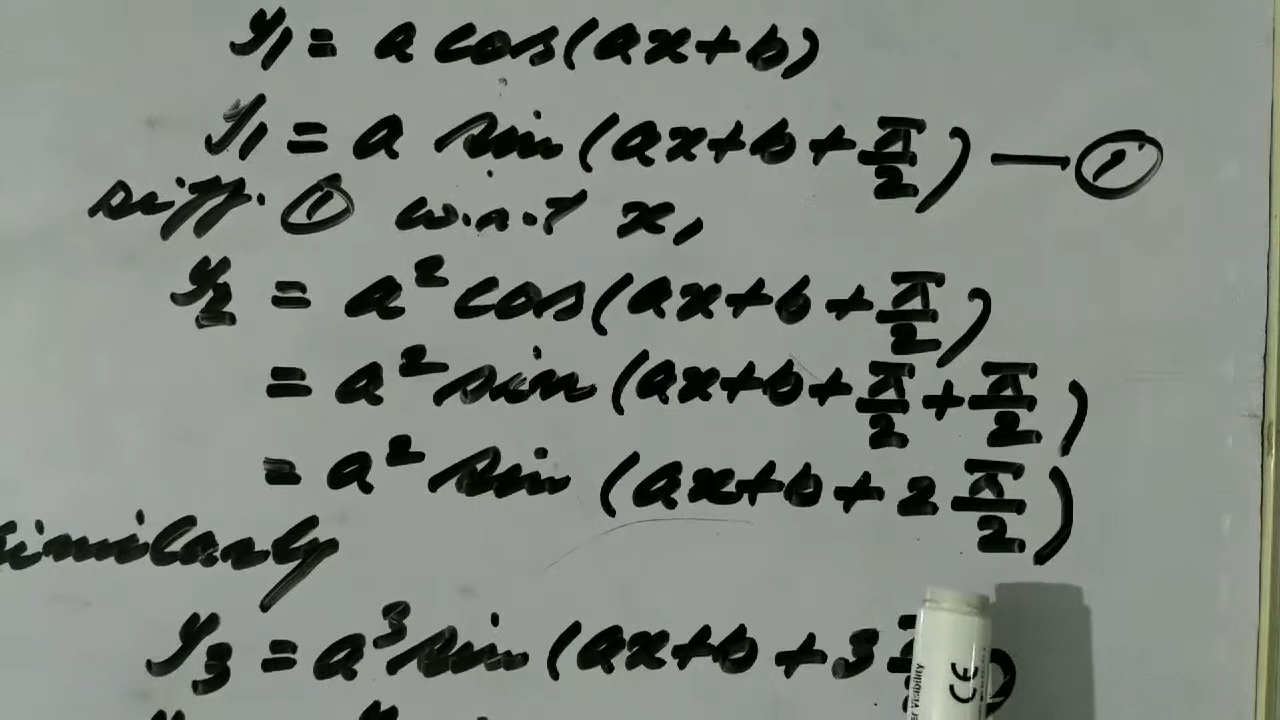 y₁ = a cos(ax+b)
y₁ = a sin(ax+b+π/2) — ①
diff. ① w.r.t x,
y₂ = a² cos(ax+b+π/2)
= a² sin(ax+b+π/2+π/2)
= a² sin(ax+b+2π/2)
similarly
y₃ = a³ sin(ax+b+3
CE